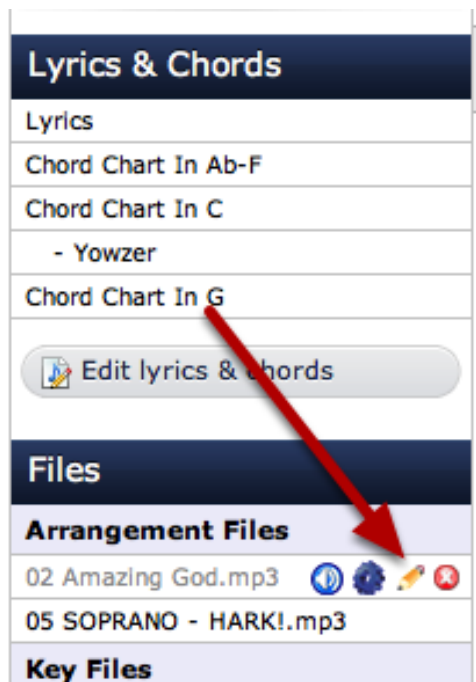 Lyrics & Chords
Lyrics
Chord Chart In Ab-F
Chord Chart In C
- Yowzer
Chord Chart In G
Edit lyrics & chords
Files
Arrangement Files
02 Amazing God.mp3
05 SOPRANO - HARK!.mp3
Key Files